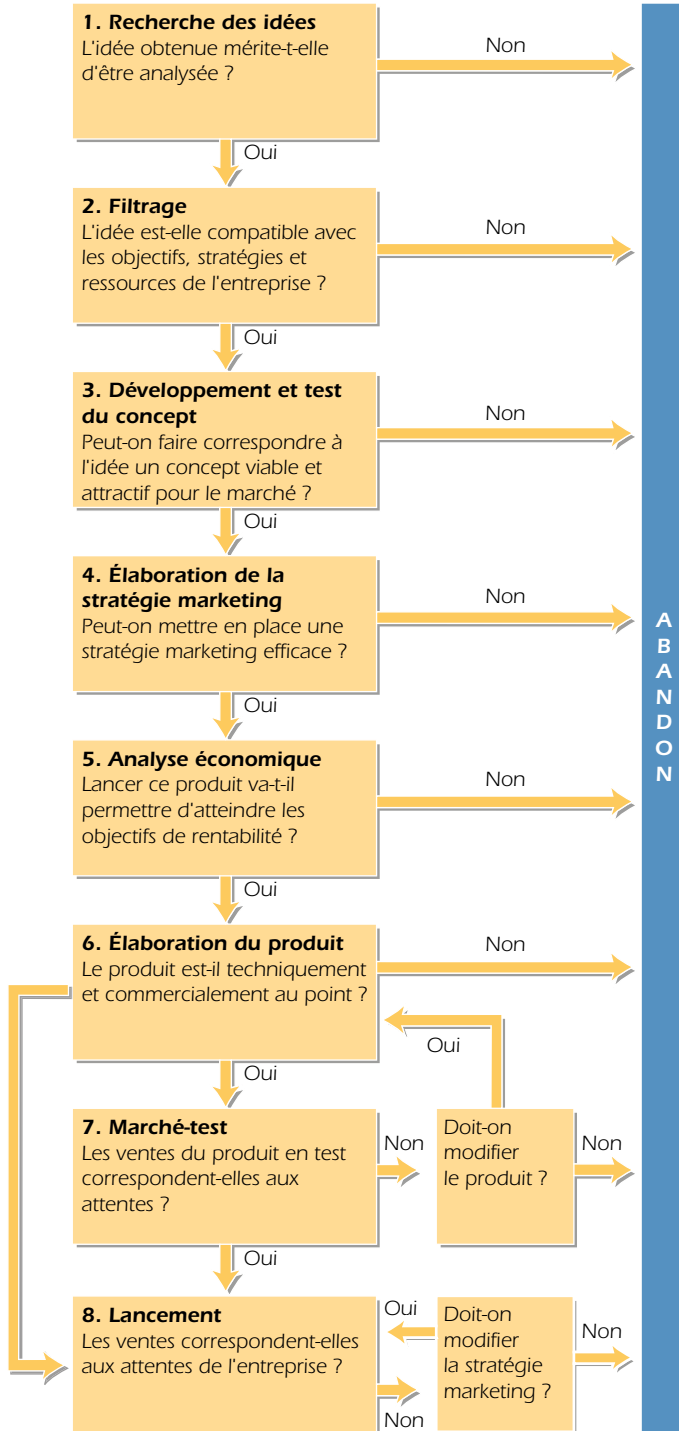 1. Recherche des idées
L'idée obtenue mérite-t-elle
d'être analysée ?
Non
Oui
2. Filtrage
L'idée est-elle compatible avec
les objectifs, stratégies et
ressources de l'entreprise ?
Non
Oui
3. Développement et test
du concept
Peut-on faire correspondre à
l'idée un concept viable et
attractif pour le marché ?
Non
Oui
4. Élaboration de la
stratégie marketing
Peut-on mettre en place une
stratégie marketing efficace ?
Non
Oui
5. Analyse économique
Lancer ce produit va-t-il
permettre d'atteindre les
objectifs de rentabilité ?
Non
Oui
6. Élaboration du produit
Le produit est-il techniquement
et commercialement au point ?
Non
Oui
Oui
7. Marché-test
Les ventes du produit en test
correspondent-elles aux
attentes ?
Non
Doit-on
modifier
le produit ?
Non
Oui
8. Lancement
Les ventes correspondent-elles
aux attentes de l'entreprise ?
Oui
Non
Doit-on
modifier
la stratégie
marketing ?
Non
A
B
A
N
D
O
N